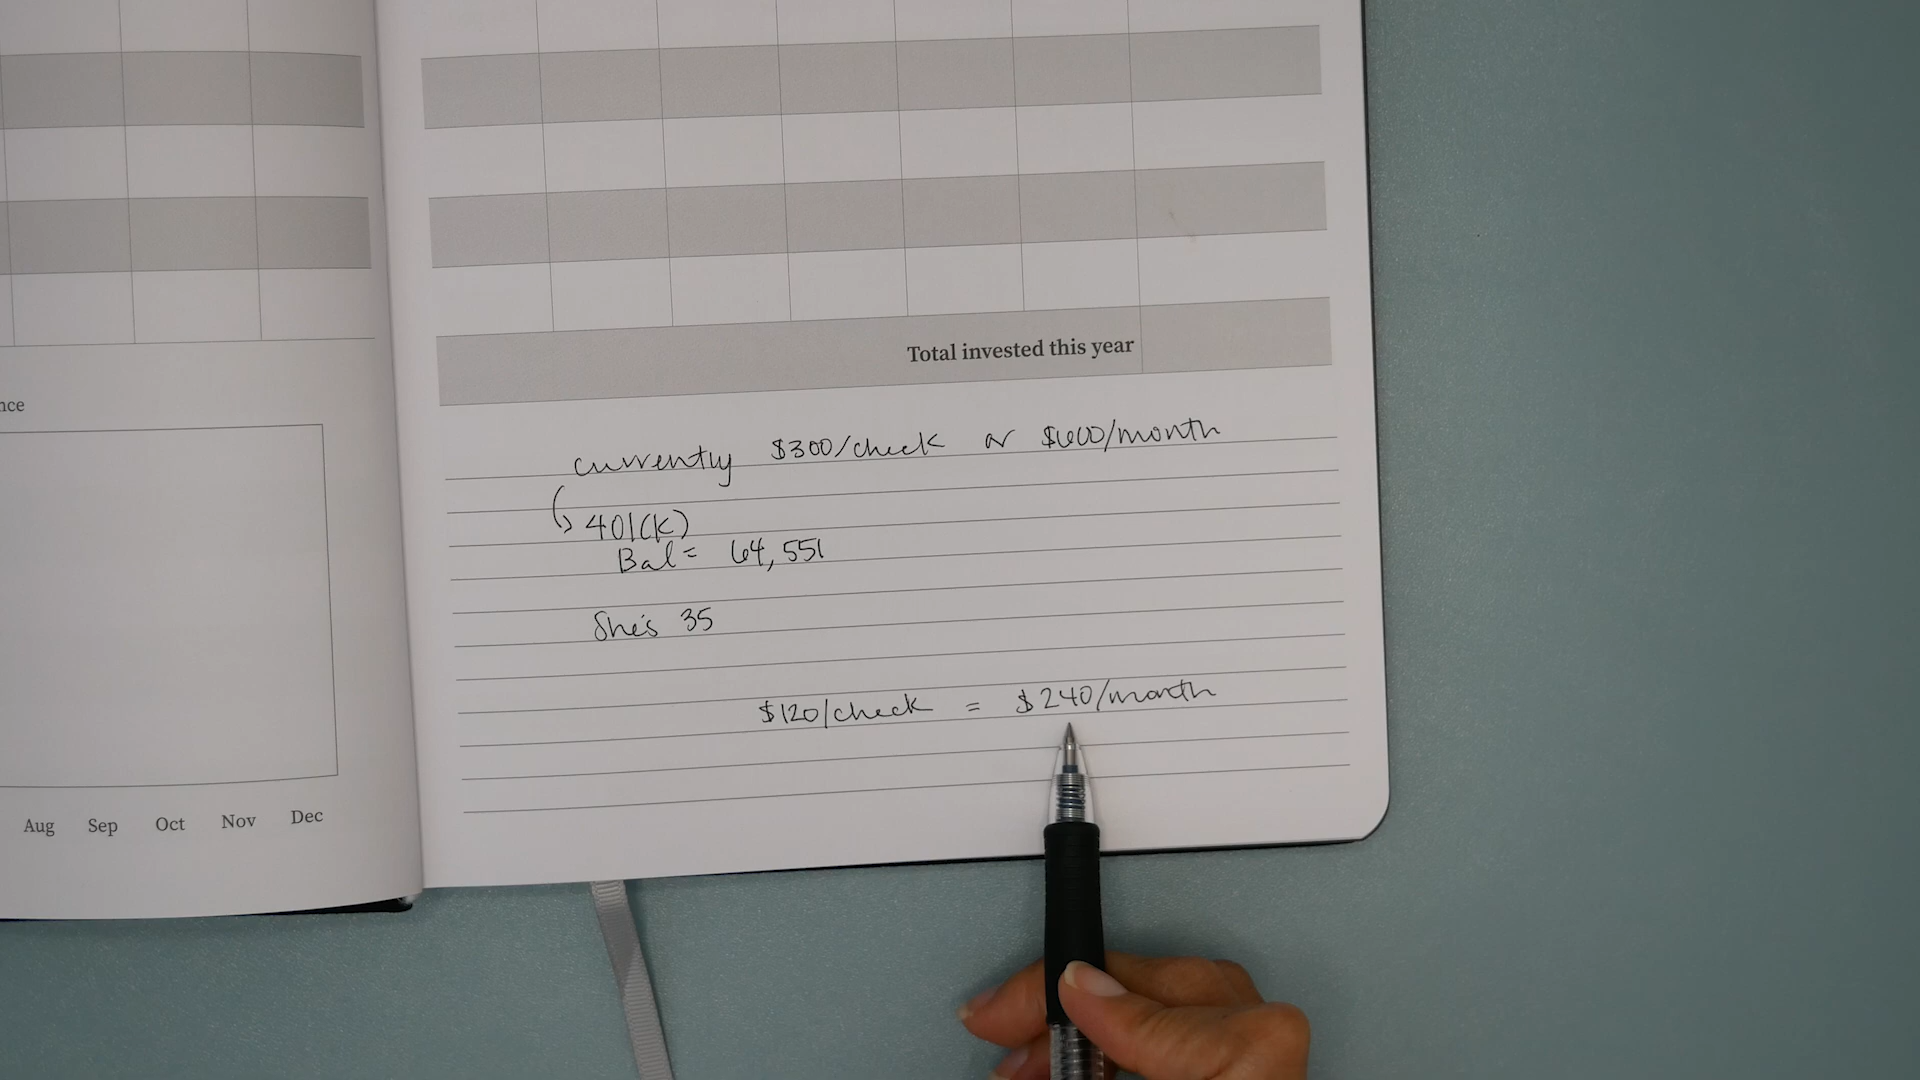 Total invested this year
nce
currently $300/check or $600/month
401(k)
Bal = 64,551
She's 35
$120/check = $240/month
Aug Sep Oct Nov Dec